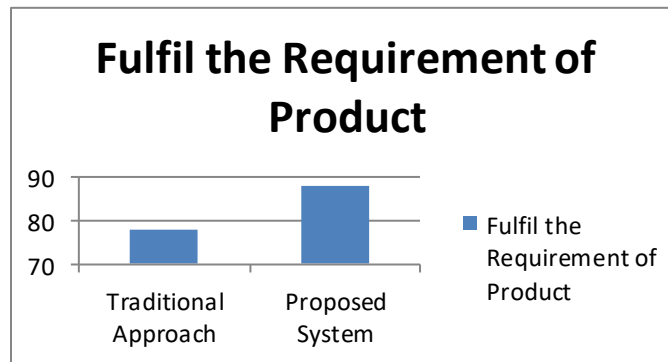 Fulfil the Requirement of
Product
90
80
70
Traditional
Approach
Proposed
System
Fulfil the
Requirement of
Product